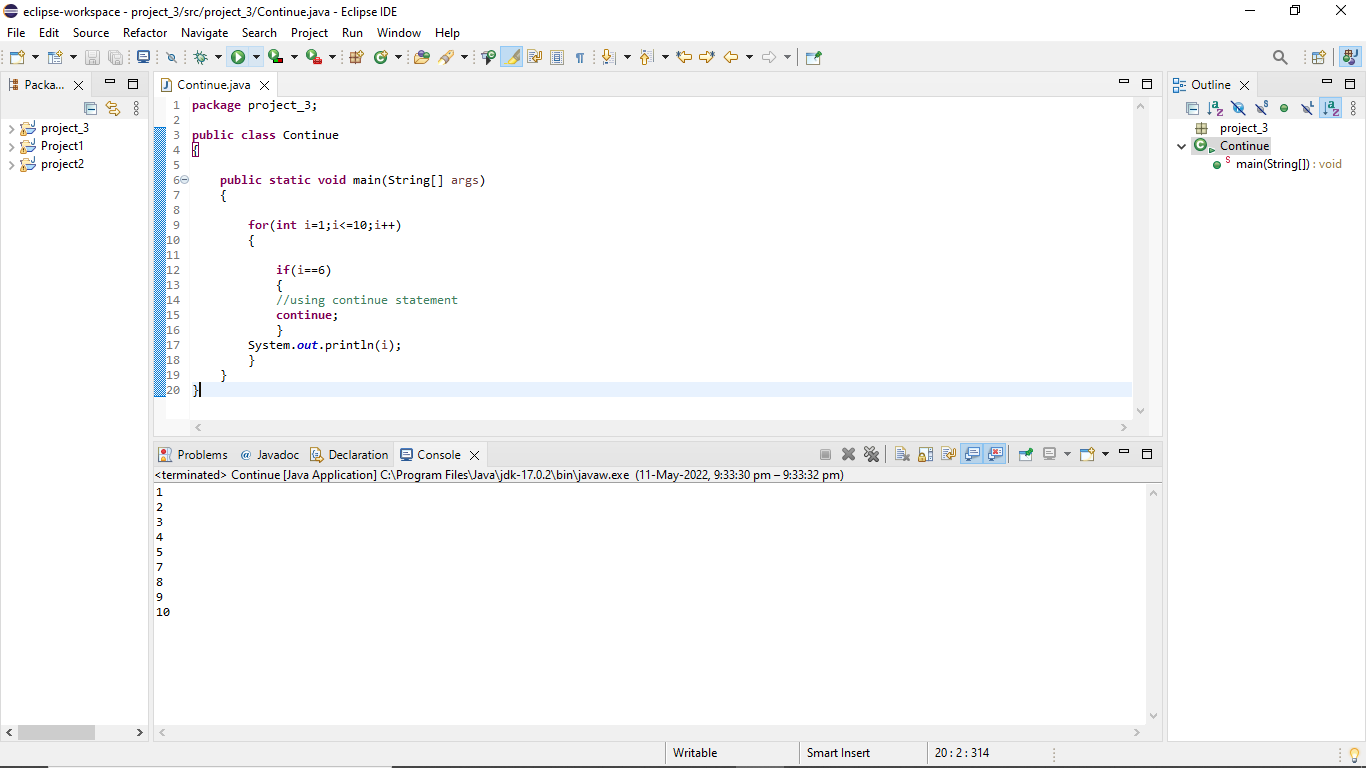 eclipse-workspace - project_3/src/project_3/Continue.java - Eclipse IDE
File Edit Source Refactor Navigate Search Project Run Window Help
Packa...
project_3
Project1
project2
Continue.java
1 package project_3;
2
3 public class Continue
4 {
5
6 public static void main(String[] args)
7 {
8
9 for(int i=1;i<=10;i++)
10 {
11
12 if(i==6)
13 {
14 //using continue statement
15 continue;
16 }
17 System.out.println(i);
18 }
19 }
20 }
Outline
project_3
Continue
main(String[]) : void
Problems @ Javadoc Declaration Console
<terminated> Continue [Java Application] C:\Program Files\Java\jdk-17.0.2\bin\javaw.exe (11-May-2022, 9:33:30 pm – 9:33:32 pm)
1
2
3
4
5
7
8
9
10
Writable Smart Insert 20 : 2 : 314